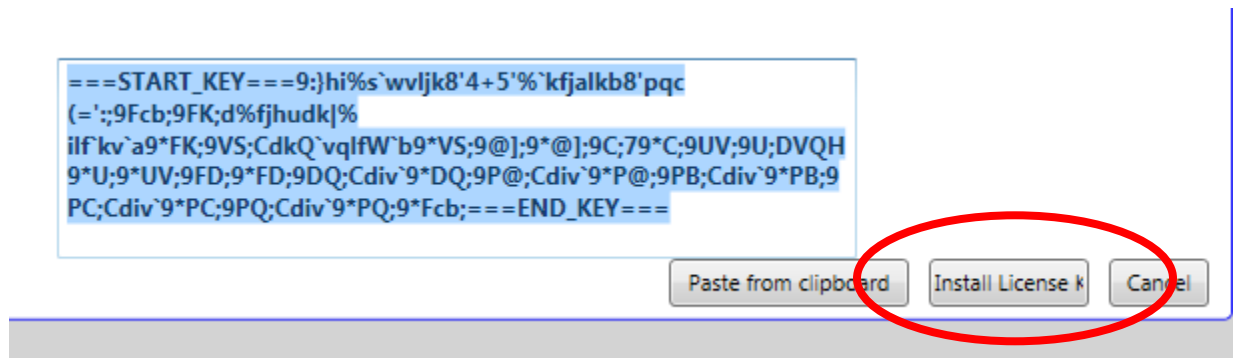 ===START_KEY===9:}hi%s`wvljk8'4+5'%`kfjalkb8'pqc
(=':;9Fcb;9FK;d%fjhudk|%
ilf`kv`a9*FK;9VS;CdkQ`vqlfW`b9*VS;9@];9*@];9C;79*C;9UV;9U;DVQH
9*U;9*UV;9FD;9*FD;9DQ;Cdiv`9*DQ;9P@;Cdiv`9*P@;9PB;Cdiv`9*PB;9
PC;Cdiv`9*PC;9PQ;Cdiv`9*PQ;9*Fcb;===END_KEY===
Paste from clipboard Install License K Cancel